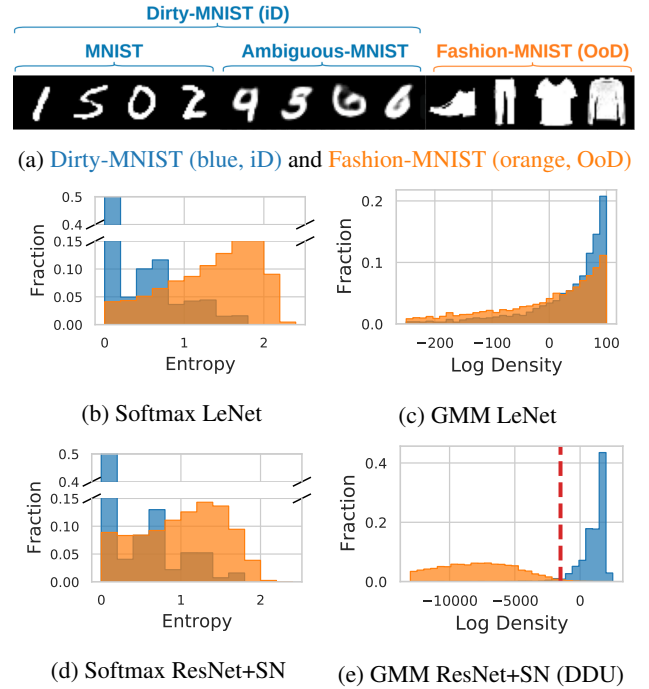 Dirty-MNIST (iD)
MNIST Ambiguous-MNIST Fashion-MNIST (OoD)
1 5 0 2 9 3 6 6
(a) Dirty-MNIST (blue, iD) and Fashion-MNIST (orange, OoD)
0.5
0.4
0.15
0.10
0.05
0.00
Fraction
0 1 2
Entropy
(b) Softmax LeNet
0.2
0.1
0.0
Fraction
−200 −100 0 100
Log Density
(c) GMM LeNet
0.5
0.4
0.15
0.10
0.05
0.00
Fraction
0 1 2
Entropy
(d) Softmax ResNet+SN
0.4
0.2
0.0
Fraction
−10000 −5000 0
Log Density
(e) GMM ResNet+SN (DDU)